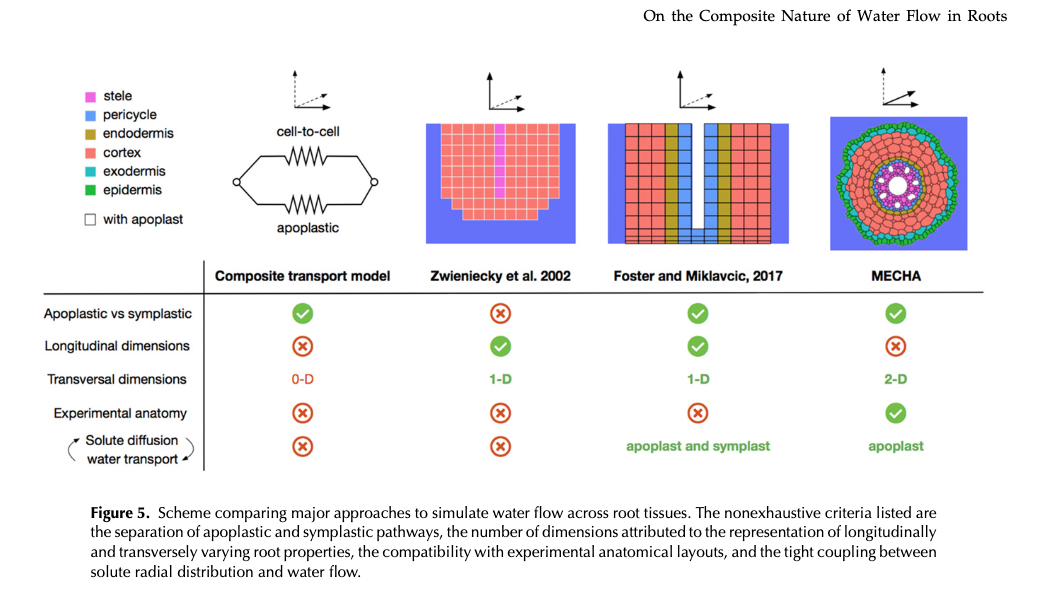 On the Composite Nature of Water Flow in Roots
stele
pericycle
endodermis
cortex
exodermis
epidermis
with apoplast
cell-to-cell
apoplastic
Composite transport model Zwieniecky et al. 2002 Foster and Miklavcic, 2017 MECHA
Apoplastic vs symplastic
Longitudinal dimensions
Transversal dimensions 0-D 1-D 1-D 2-D
Experimental anatomy
Solute diffusion
water transport
apoplast and symplast apoplast
Figure 5. Scheme comparing major approaches to simulate water flow across root tissues. The nonexhaustive criteria listed are
the separation of apoplastic and symplastic pathways, the number of dimensions attributed to the representation of longitudinally
and transversely varying root properties, the compatibility with experimental anatomical layouts, and the tight coupling between
solute radial distribution and water flow.